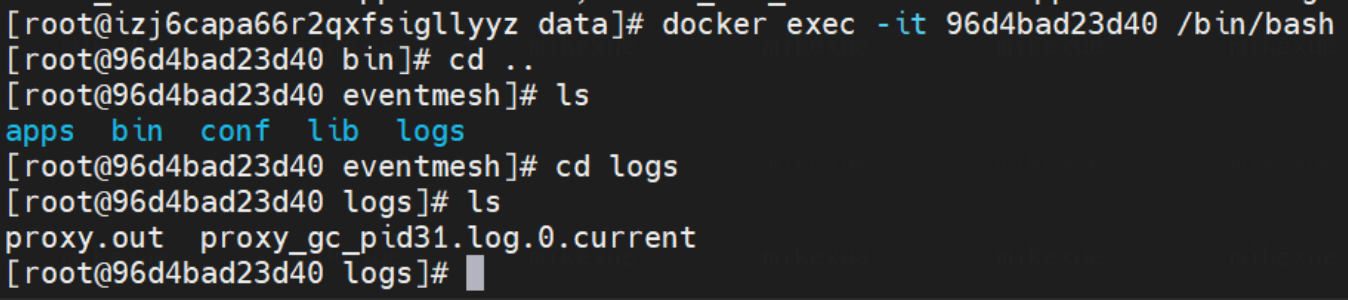 [root@izj6capa66r2qxfsigllyyz data]# docker exec -it 96d4bad23d40 /bin/bash
[root@96d4bad23d40 bin]# cd ..
[root@96d4bad23d40 eventmesh]# ls
apps  bin  conf  lib  logs
[root@96d4bad23d40 eventmesh]# cd logs
[root@96d4bad23d40 logs]# ls
proxy.out  proxy_gc_pid31.log.0.current
[root@96d4bad23d40 logs]#